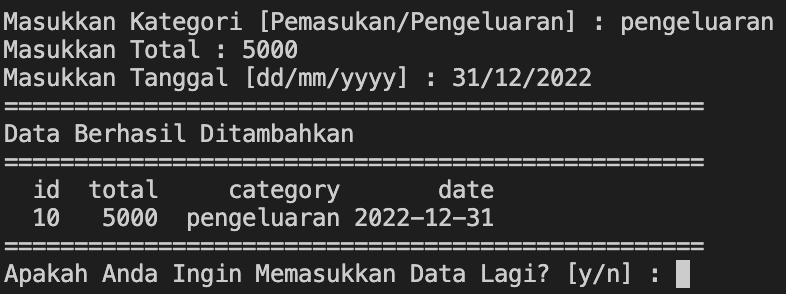 Masukkan Kategori [Pemasukan/Pengeluaran] : pengeluaran
Masukkan Total : 5000
Masukkan Tanggal [dd/mm/yyyy] : 31/12/2022
==================================================
Data Berhasil Ditambahkan
==================================================
  id  total     category       date
  10   5000  pengeluaran 2022-12-31
==================================================
Apakah Anda Ingin Memasukkan Data Lagi? [y/n] :